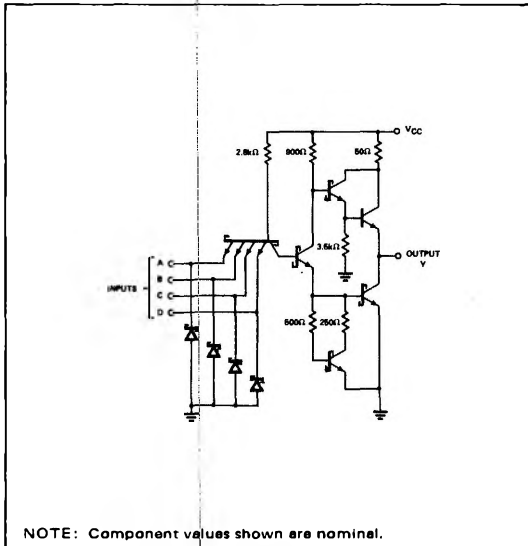 VCC
2.8kΩ
900Ω
50Ω
3.5kΩ
OUTPUT
Y
INPUTS
A
B
C
D
500Ω
250Ω
NOTE: Component values shown are nominal.